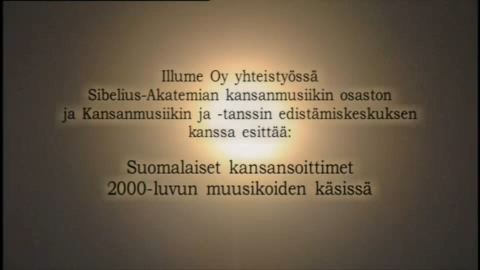 Illume Oy yhteistyössä
Sibelius-Akatemian kansanmusiikin osaston
ja Kansanmusiikin ja -tanssin edistämiskeskuksen
kanssa esittää:
Suomalaiset kansansoittimet
2000-luvun muusikoiden käsissä